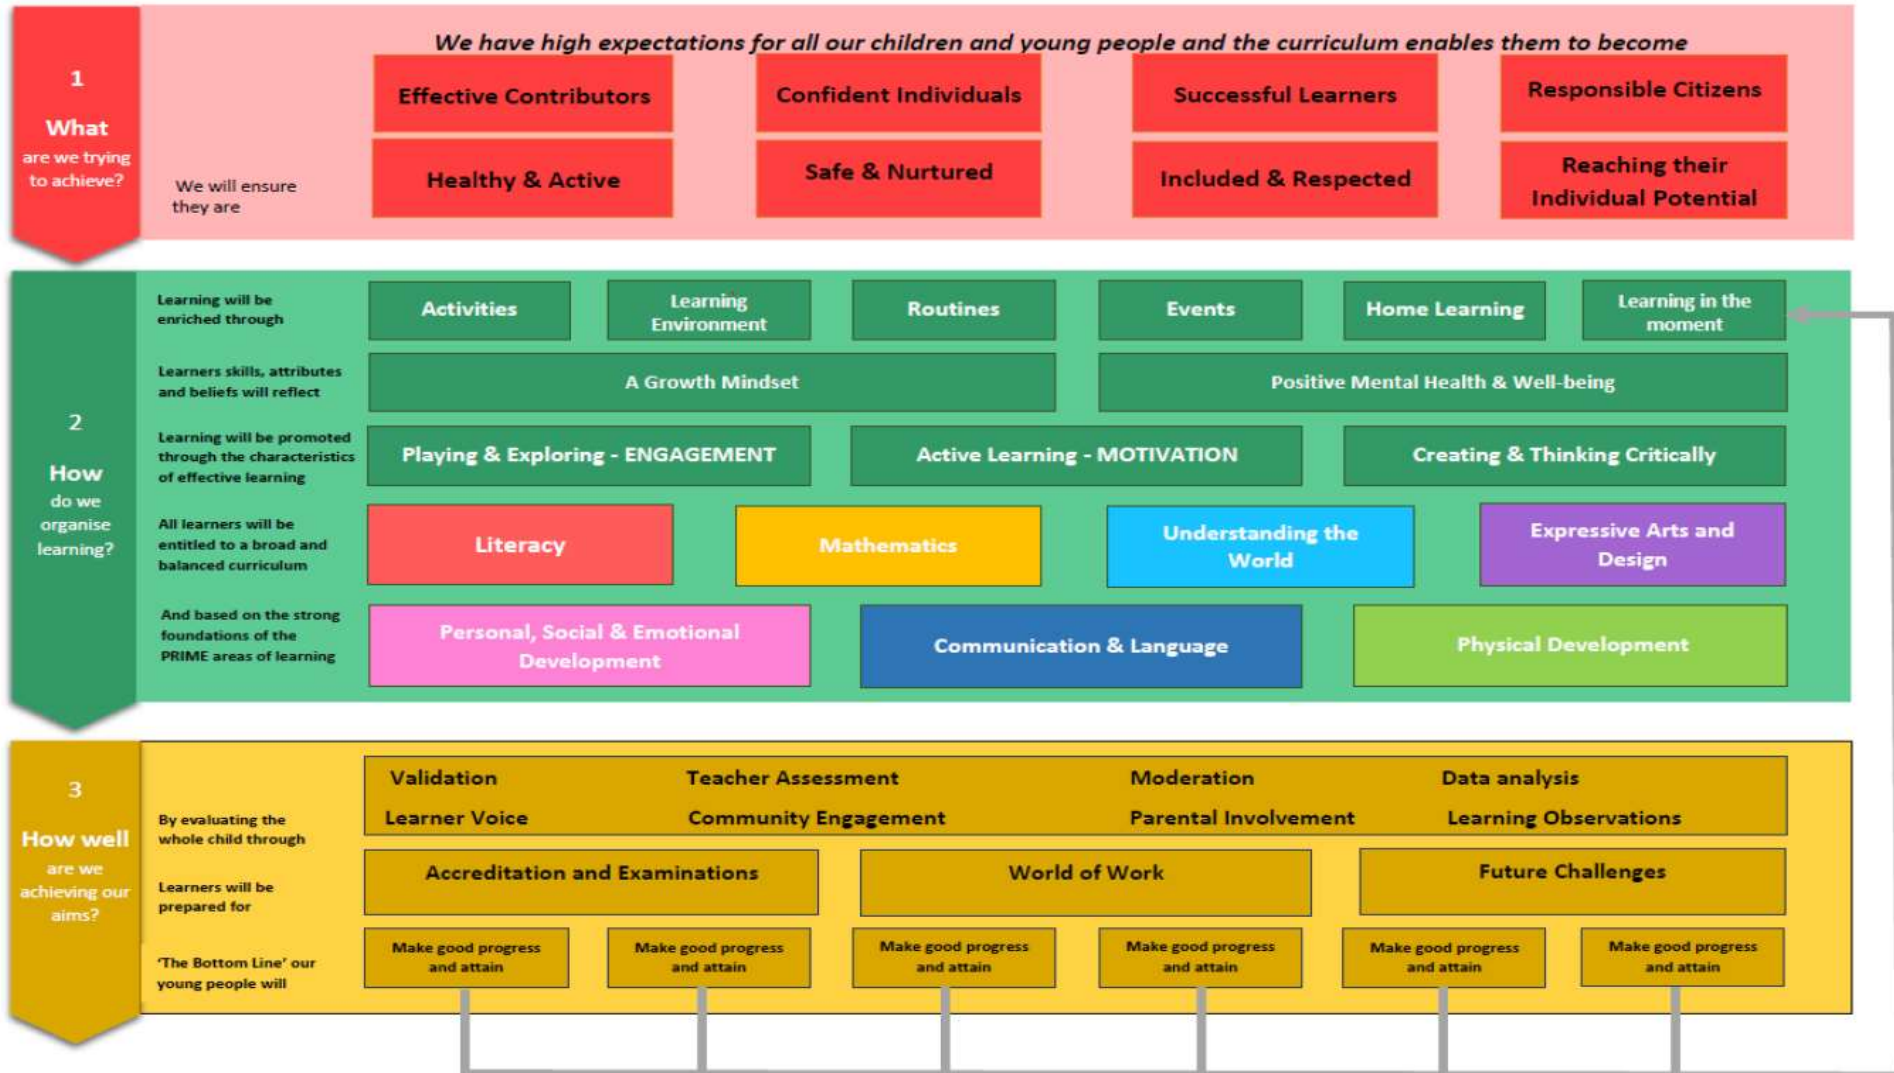 We have high expectations for all our children and young people and the curriculum enables them to become
1
What
are we trying
to achieve?
Effective Contributors
Confident Individuals
Successful Learners
Responsible Citizens
We will ensure
they are
Healthy & Active
Safe & Nurtured
Included & Respected
Reaching their
Individual Potential
2
How
do we
organise
learning?
Learning will be
enriched through
Activities
Learning
Environment
Routines
Events
Home Learning
Learning in the
moment
Learners skills, attributes
and beliefs will reflect
A Growth Mindset
Positive Mental Health & Well-being
Learning will be promoted
through the characteristics
of effective learning
Playing & Exploring - ENGAGEMENT
Active Learning - MOTIVATION
Creating & Thinking Critically
All learners will be
entitled to a broad and
balanced curriculum
Literacy
Mathematics
Understanding the
World
Expressive Arts and
Design
And based on the strong
foundations of the
PRIME areas of learning
Personal, Social & Emotional
Development
Communication & Language
Physical Development
3
How well
are we
achieving our
aims?
By evaluating the
whole child through
Validation Teacher Assessment Moderation Data analysis
Learner Voice Community Engagement Parental Involvement Learning Observations
Learners will be
prepared for
Accreditation and Examinations
World of Work
Future Challenges
'The Bottom Line' our
young people will
Make good progress
and attain
Make good progress
and attain
Make good progress
and attain
Make good progress
and attain
Make good progress
and attain
Make good progress
and attain